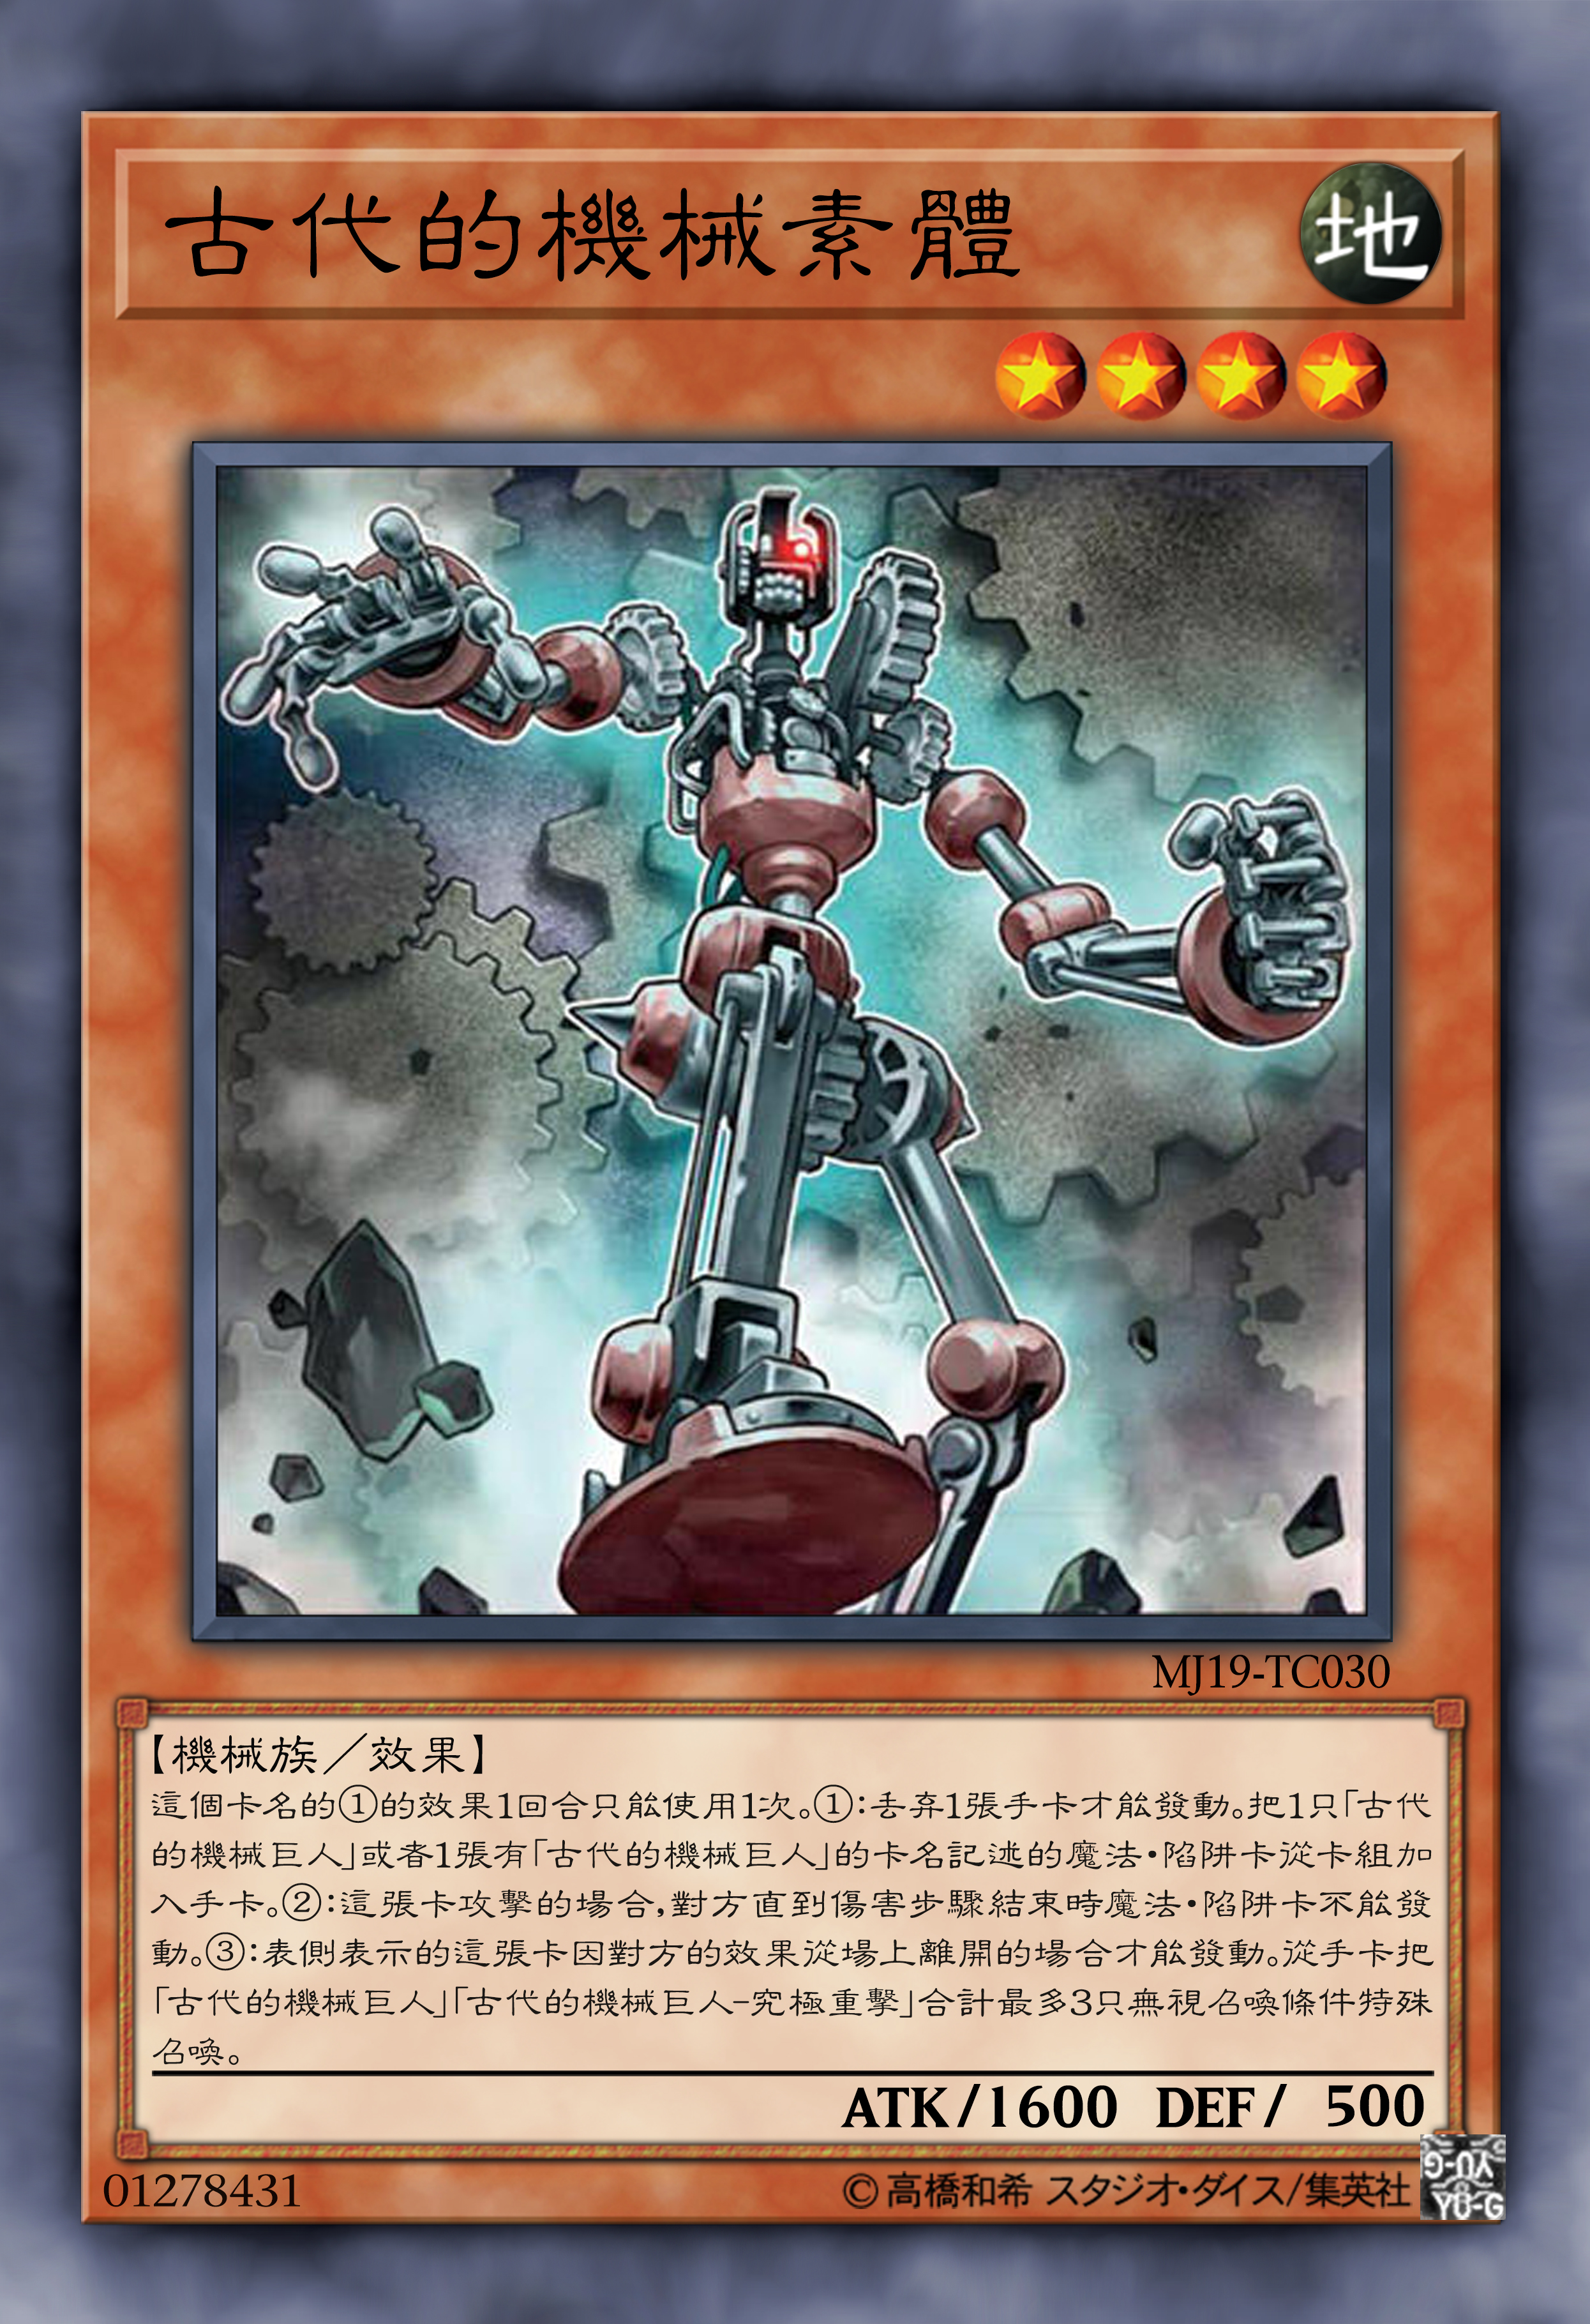 古代的機械素體
地
MJ19-TC030
【機械族／效果】
這個卡名的①的效果1回合只能使用1次。①：丟弃1張手卡才能發動。把1只「古代
的機械巨人」或者1張有「古代的機械巨人」的卡名記述的魔法·陷阱卡從卡組加
入手卡。②：這張卡攻擊的場合，對方直到傷害步驟結束時魔法·陷阱卡不能發
動。③：表側表示的這張卡因對方的效果從場上離開的場合才能發動。從手卡把
「古代的機械巨人」「古代的機械巨人-究極重擊」合計最多3只無視召喚條件特殊
召喚。
ATK/1600 DEF/ 500
01278431
©高橋和希 スタジオ・ダイス/集英社
YU-G
YU-G